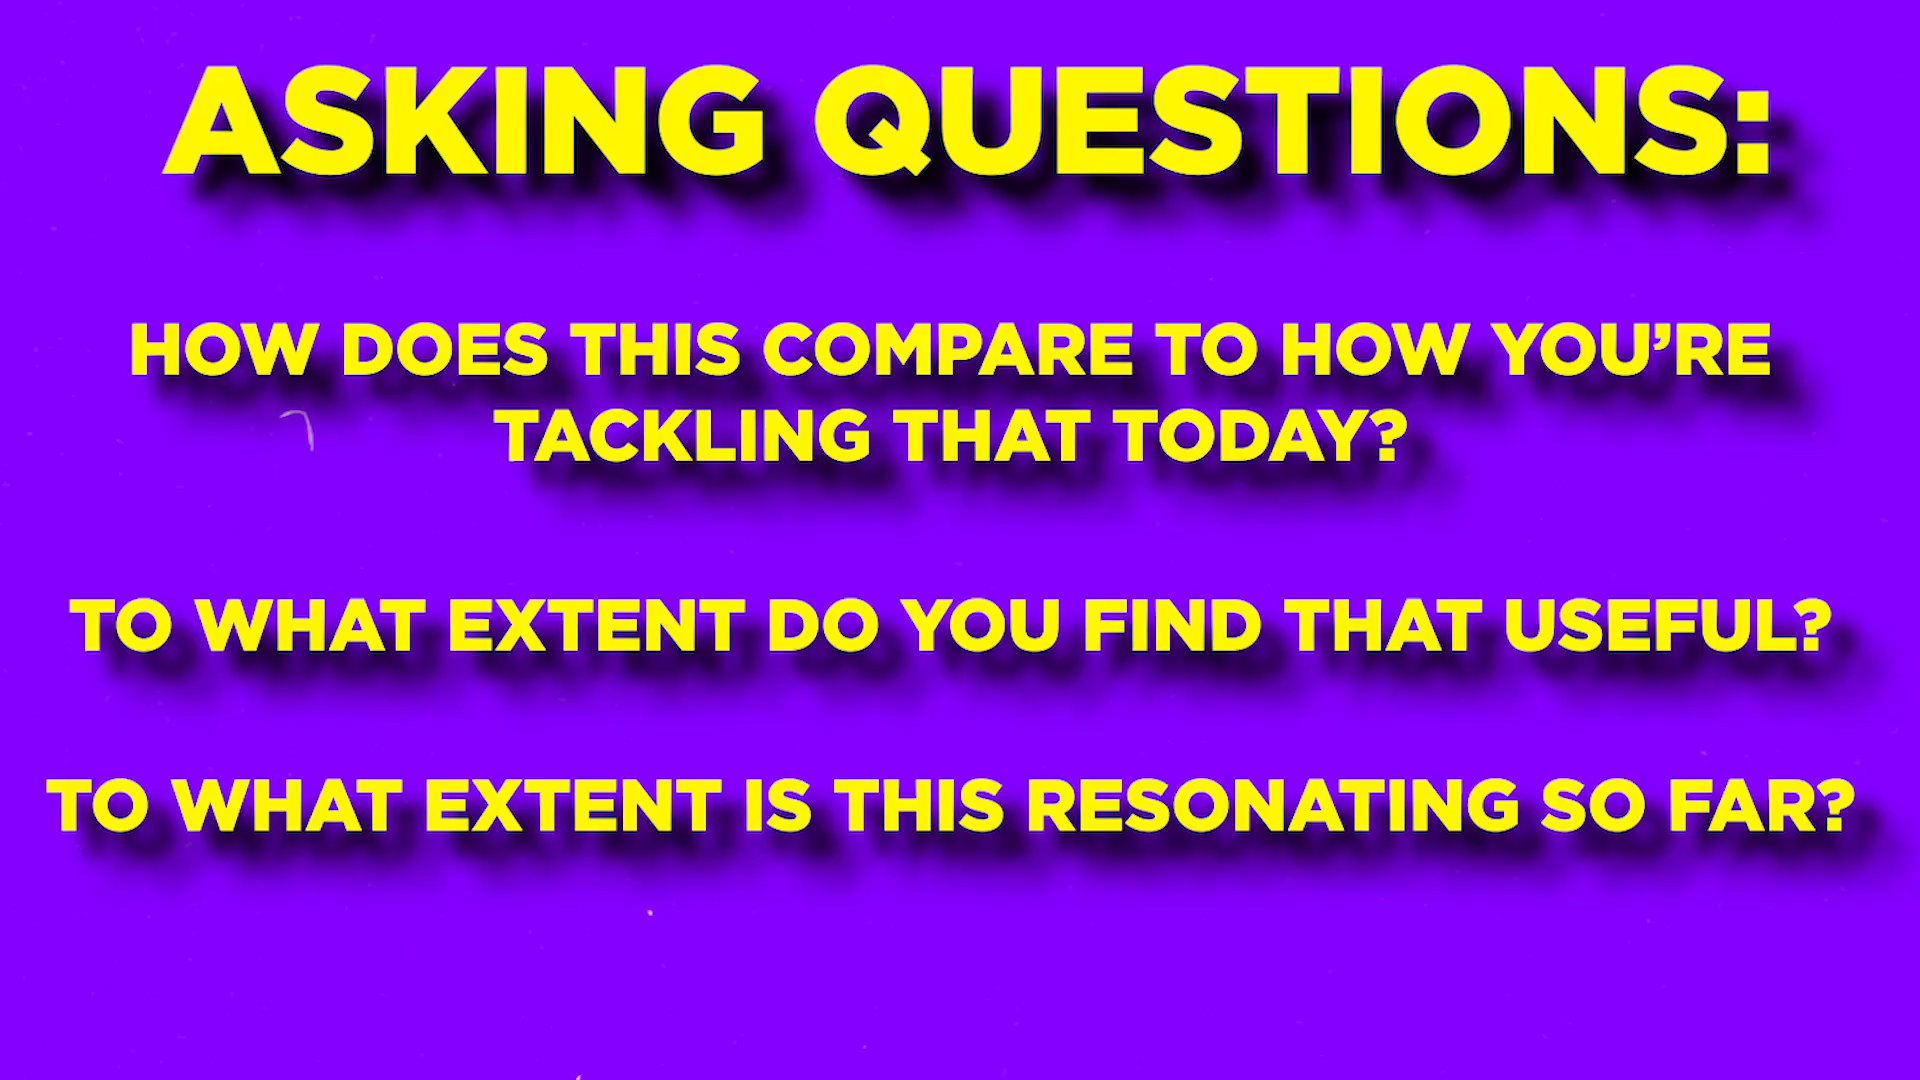 ASKING QUESTIONS:
HOW DOES THIS COMPARE TO HOW YOU’RE
TACKLING THAT TODAY?
TO WHAT EXTENT DO YOU FIND THAT USEFUL?
TO WHAT EXTENT IS THIS RESONATING SO FAR?